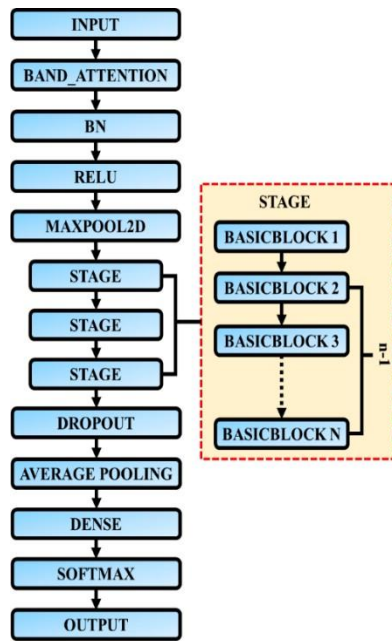 INPUT
BAND_ATTENTION
BN
RELU
MAXPOOL2D
STAGE
STAGE
STAGE
DROPOUT
AVERAGE POOLING
DENSE
SOFTMAX
OUTPUT
STAGE
BASICBLOCK 1
BASICBLOCK 2
BASICBLOCK 3
BASICBLOCK N
n-1